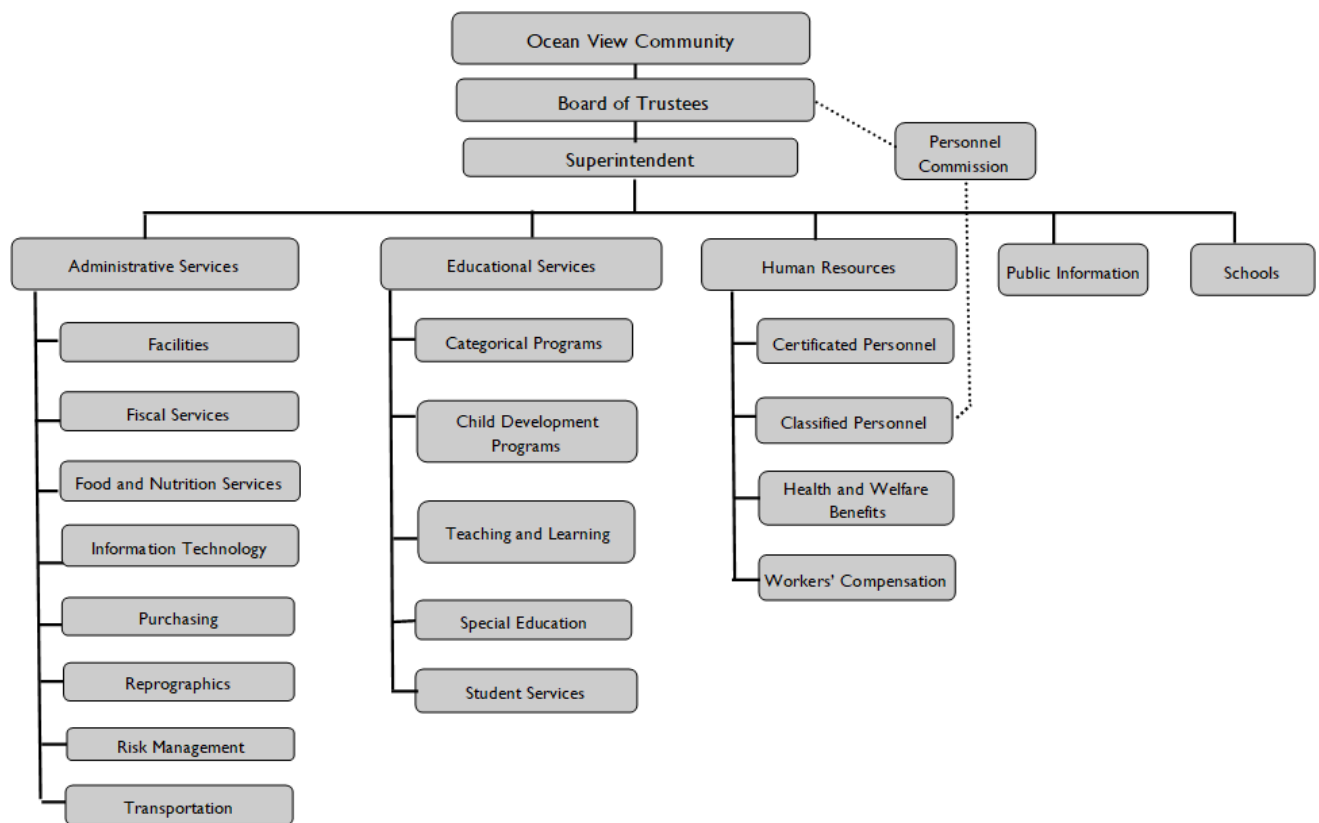 Ocean View Community
Board of Trustees
Superintendent
Personnel
Commission
Administrative Services
Educational Services
Human Resources
Public Information
Schools
Facilities
Fiscal Services
Food and Nutrition Services
Information Technology
Purchasing
Reprographics
Risk Management
Transportation
Categorical Programs
Child Development
Programs
Teaching and Learning
Special Education
Student Services
Certificated Personnel
Classified Personnel
Health and Welfare
Benefits
Workers' Compensation